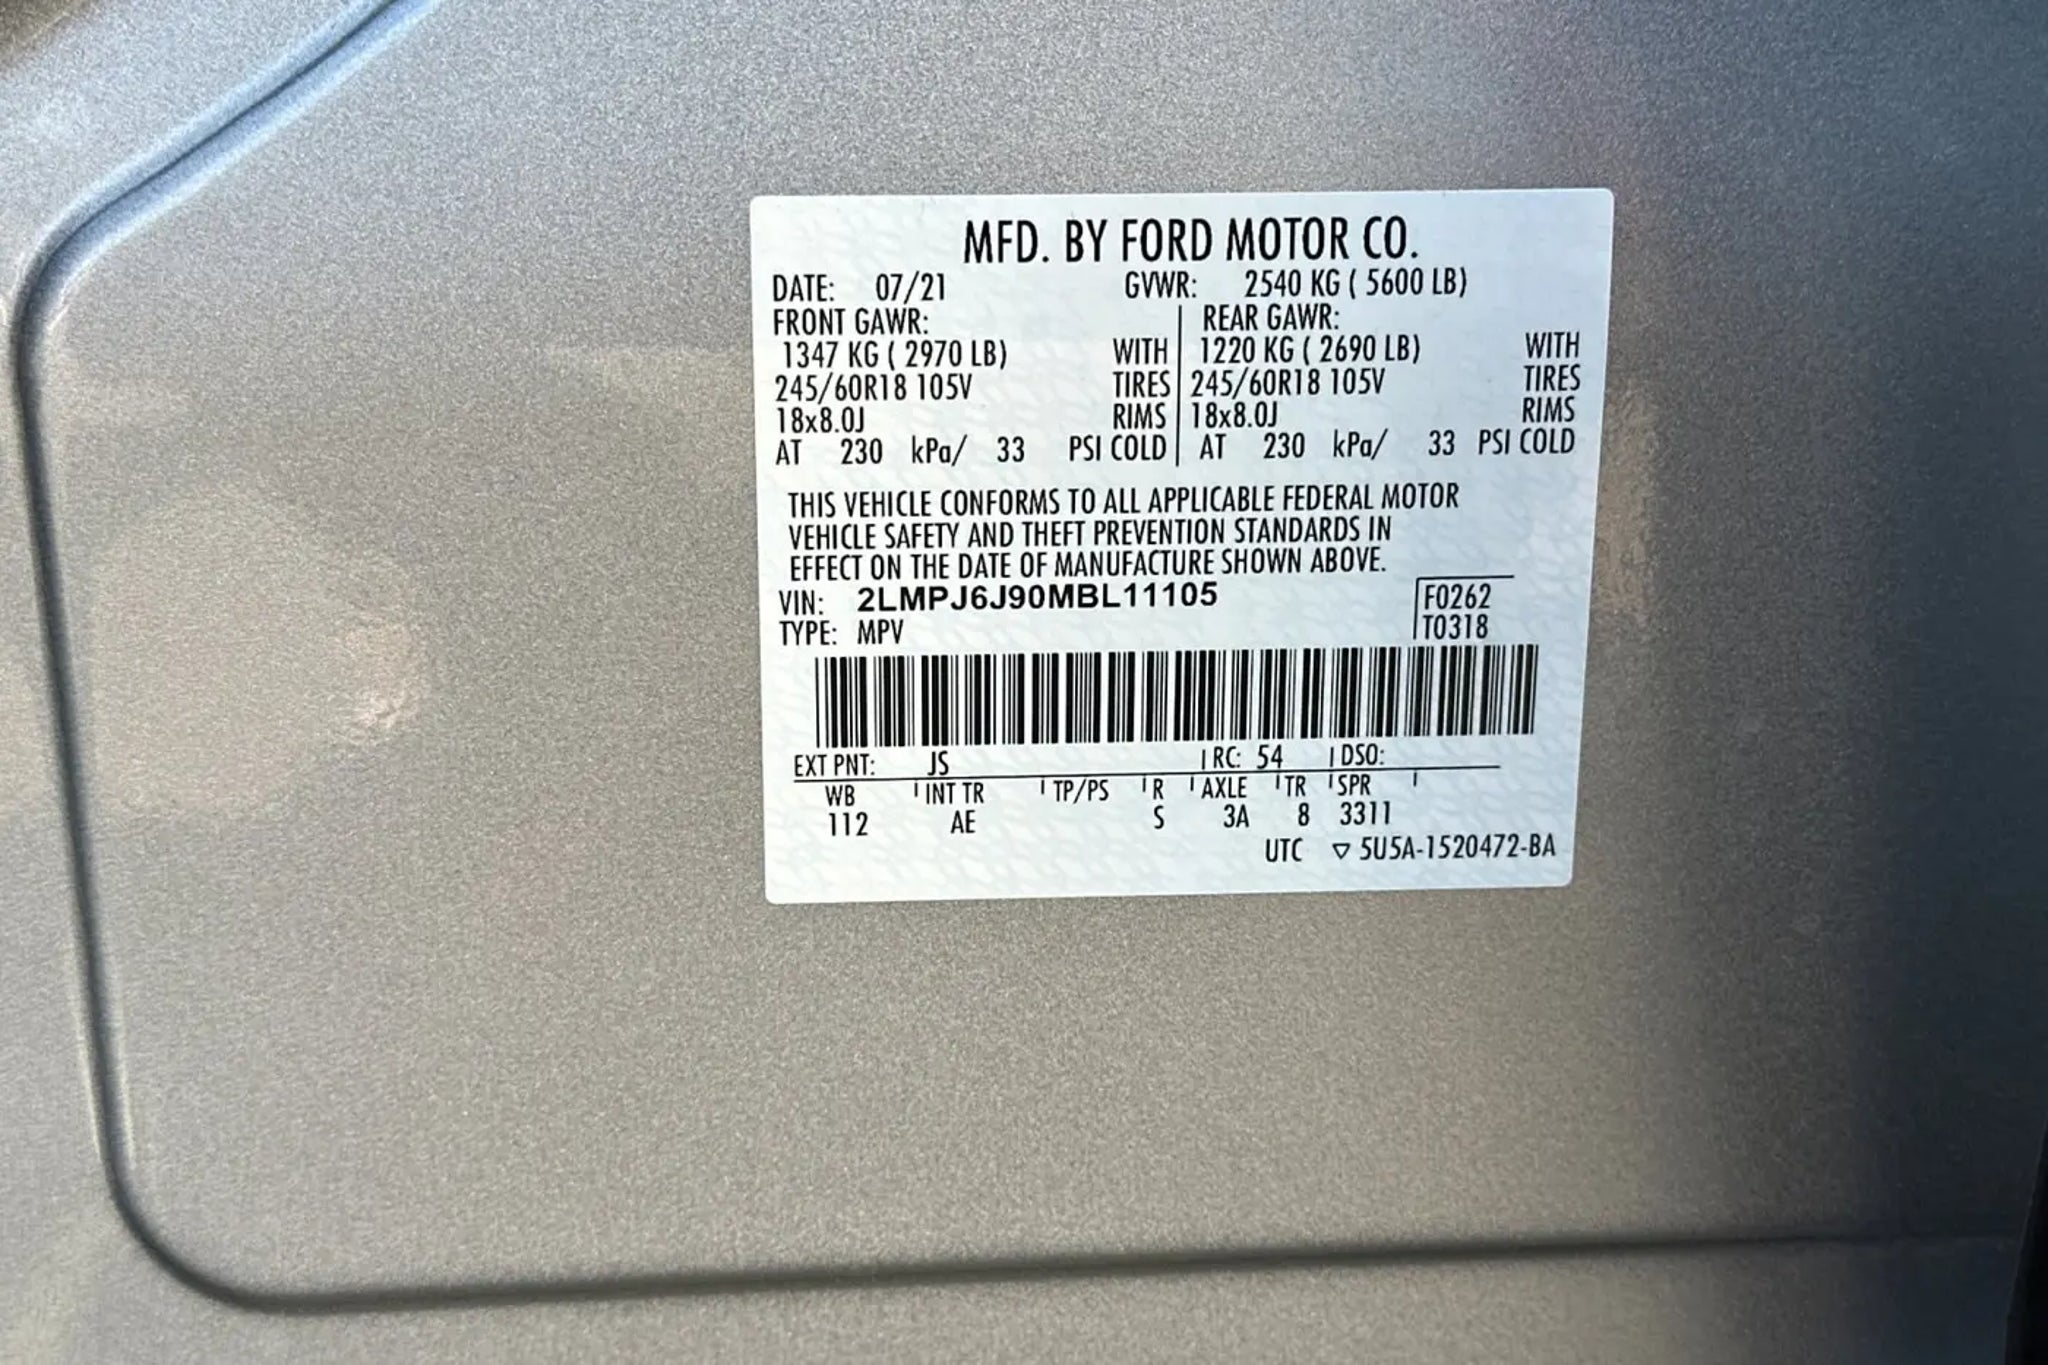 MFD. BY FORD MOTOR CO.
DATE: 07/21 GVWR: 2540 KG ( 5600 LB)
FRONT GAWR: REAR GAWR:
1347 KG ( 2970 LB) WITH 1220 KG ( 2690 LB) WITH
245/60R18 105V TIRES 245/60R18 105V TIRES
18x8.0J RIMS 18x8.0J RIMS
AT 230 kPa/ 33 PSI COLD AT 230 kPa/ 33 PSI COLD
THIS VEHICLE CONFORMS TO ALL APPLICABLE FEDERAL MOTOR
VEHICLE SAFETY AND THEFT PREVENTION STANDARDS IN
EFFECT ON THE DATE OF MANUFACTURE SHOWN ABOVE.
VIN: 2LMPJ6J90MBL11105 F0262
TYPE: MPV T0318
EXT PNT: JS RC: 54 DSO:
WB INT TR TP/PS R AXLE TR SPR
112 AE S 3A 8 3311
UTC ▽ 5U5A-1520472-BA